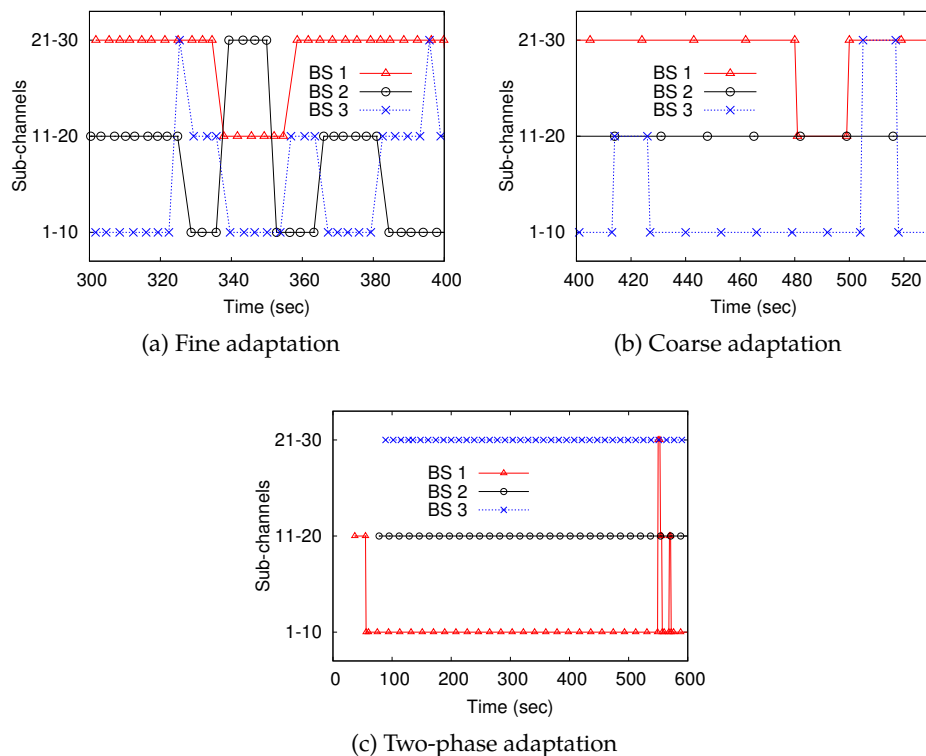 21-30
11-20
1-10
Sub-channels
BS 1
BS 2
BS 3
300 320 340 360 380 400
Time (sec)
(a) Fine adaptation
21-30
11-20
1-10
Sub-channels
BS 1
BS 2
BS 3
400 420 440 460 480 500 520
Time (sec)
(b) Coarse adaptation
21-30
11-20
1-10
Sub-channels
BS 1
BS 2
BS 3
0 100 200 300 400 500 600
Time (sec)
(c) Two-phase adaptation